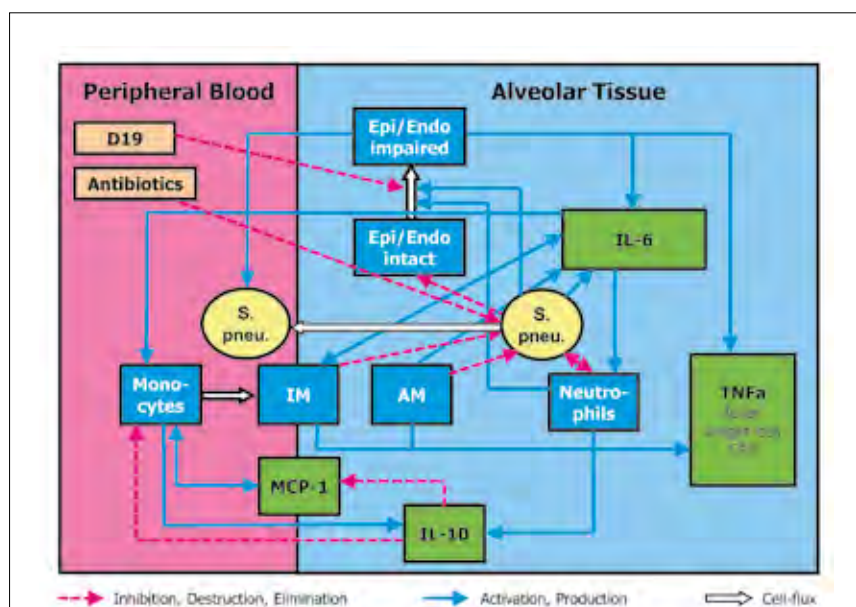 Peripheral Blood
Alveolar Tissue
D19
Antibiotics
Epi/Endo
impaired
Epi/Endo
intact
IL-6
S.
pneu.
S.
pneu.
Mono-
cytes
IM
AM
Neutro-
phils
TNFa
MCP-1
IL-10
Inhibition, Destruction, Elimination
Activation, Production
Cell-flux